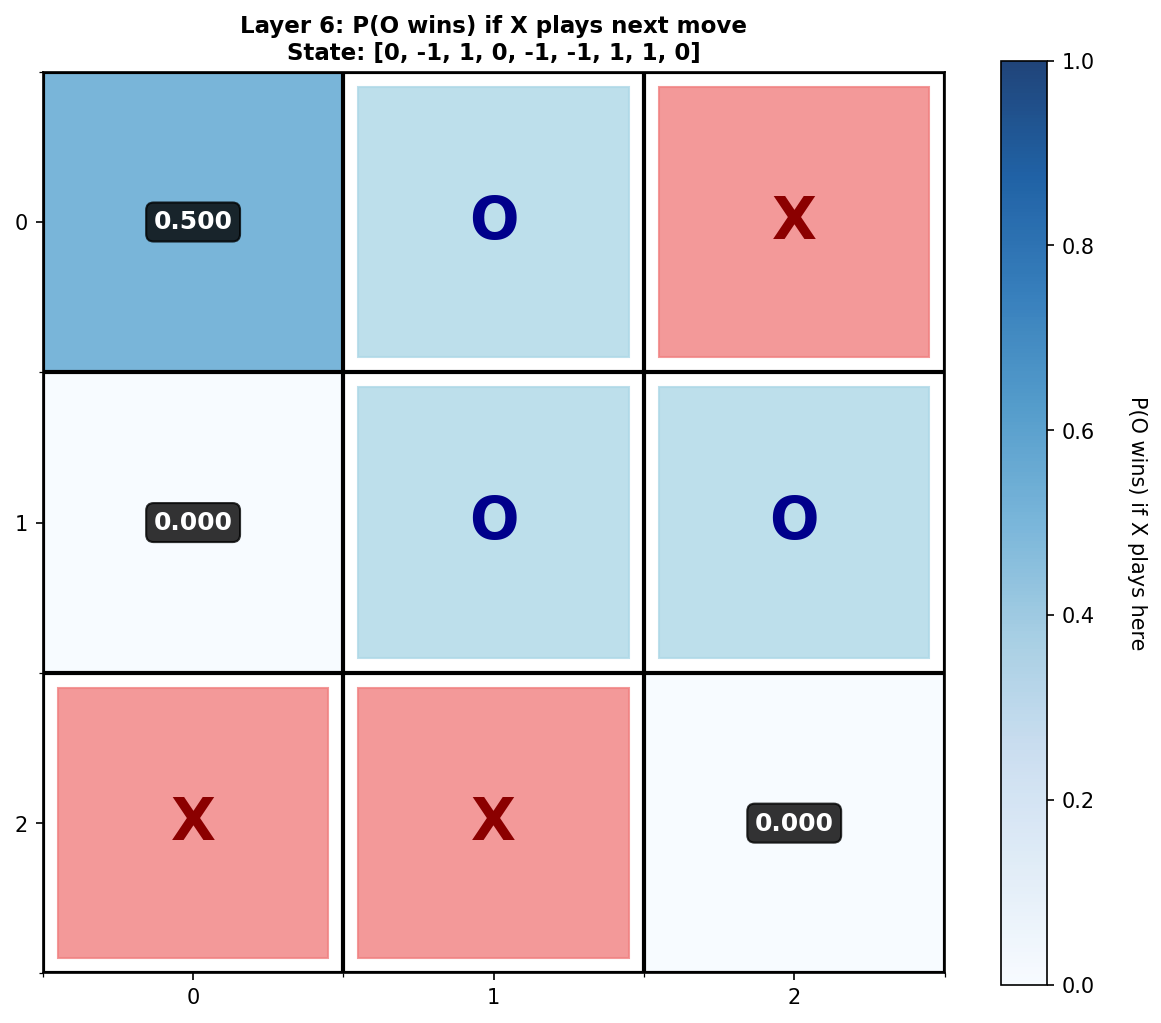 Layer 6: P(O wins) if X plays next move
State: [0, -1, 1, 0, -1, -1, 1, 1, 0]
0
0.500
O
X
1
0.000
O
O
2
X
X
0.000
0
1
2
1.0
0.8
0.6
0.4
0.2
0.0
P(O wins) if X plays here